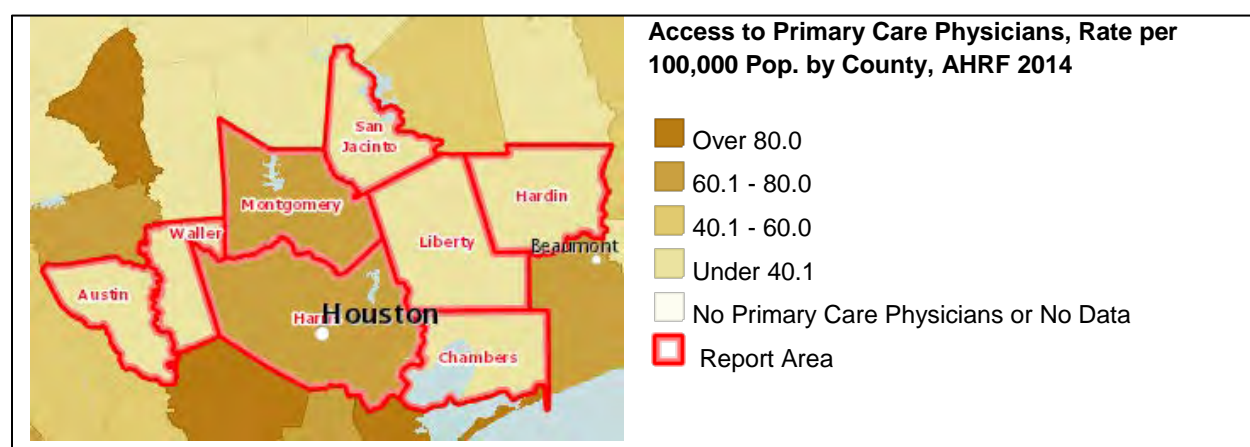 Access to Primary Care Physicians, Rate per
100,000 Pop. by County, AHRF 2014
Over 80.0
60.1 - 80.0
40.1 - 60.0
Under 40.1
No Primary Care Physicians or No Data
Report Area
San
Jacinto
Hardin
Montgomery
Waller
Liberty
Beaumont
Austin
Houston
Chambers